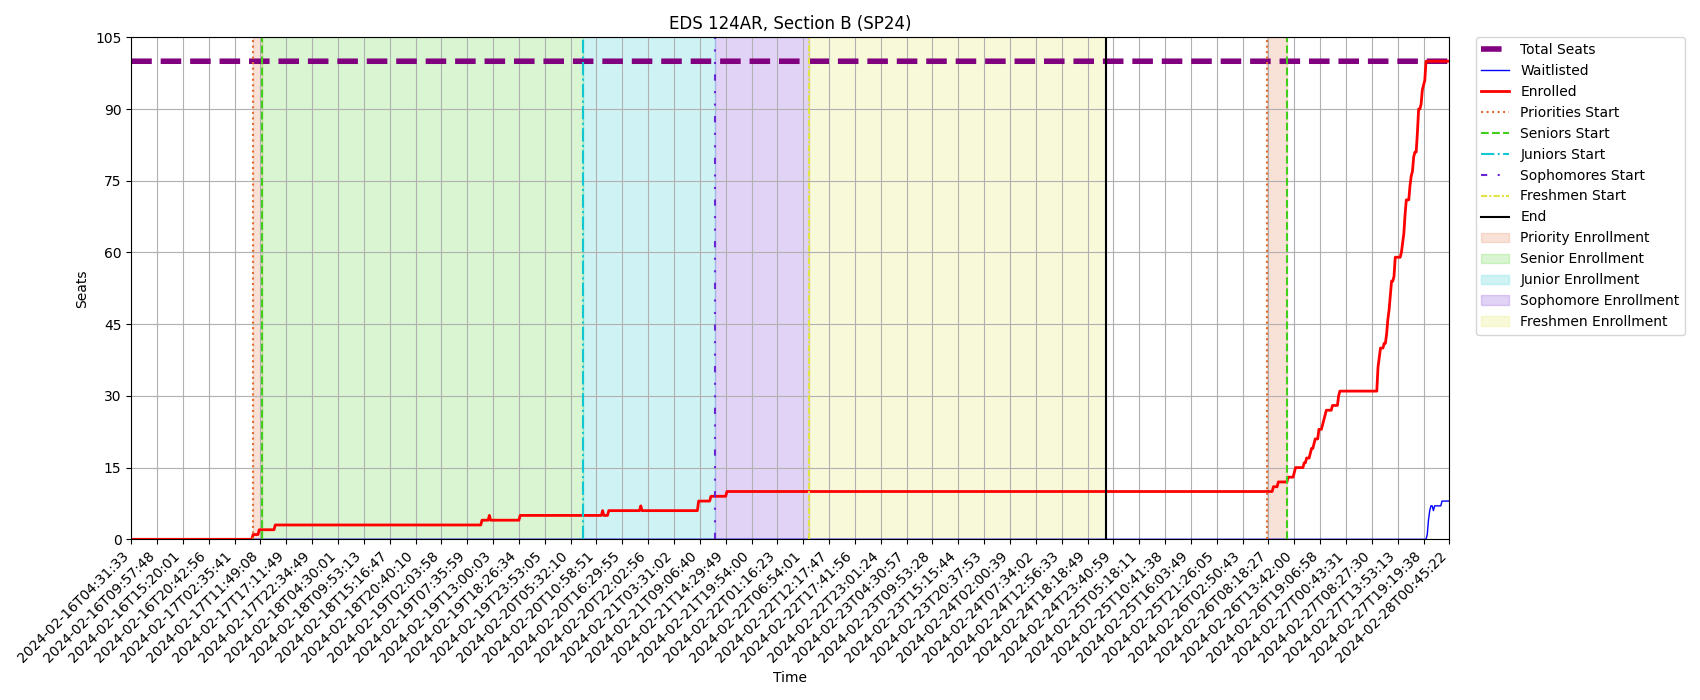 EDS 124AR, Section B (SP24)
105
90
75
60
45
30
15
0
Seats
2024-02-16T04:31:33
2024-02-16T09:57:48
2024-02-16T15:20:01
2024-02-16T20:42:56
2024-02-17T02:35:41
2024-02-17T11:49:08
2024-02-17T17:11:49
2024-02-17T22:34:49
2024-02-18T04:30:01
2024-02-18T09:53:13
2024-02-18T15:16:47
2024-02-18T20:40:10
2024-02-19T02:03:58
2024-02-19T07:35:59
2024-02-19T13:00:03
2024-02-19T18:26:34
2024-02-19T23:53:05
2024-02-20T05:32:10
2024-02-20T10:58:51
2024-02-20T16:29:55
2024-02-20T22:02:56
2024-02-21T03:31:02
2024-02-21T09:06:40
2024-02-21T14:29:49
2024-02-21T19:54:00
2024-02-22T01:16:23
2024-02-22T06:54:01
2024-02-22T12:17:47
2024-02-22T17:41:56
2024-02-22T23:01:24
2024-02-23T04:30:57
2024-02-23T09:53:28
2024-02-23T15:15:44
2024-02-23T20:37:53
2024-02-24T02:00:39
2024-02-24T07:34:02
2024-02-24T12:56:33
2024-02-24T18:18:49
2024-02-24T23:40:59
2024-02-25T05:18:11
2024-02-25T10:41:38
2024-02-25T16:03:49
2024-02-25T21:26:05
2024-02-26T02:50:43
2024-02-26T08:18:27
2024-02-26T13:42:00
2024-02-26T19:06:58
2024-02-27T00:43:31
2024-02-27T08:27:30
2024-02-27T13:53:13
2024-02-27T19:19:38
2024-02-28T00:45:22
Time
Total Seats
Waitlisted
Enrolled
Priorities Start
Seniors Start
Juniors Start
Sophomores Start
Freshmen Start
End
Priority Enrollment
Senior Enrollment
Junior Enrollment
Sophomore Enrollment
Freshmen Enrollment